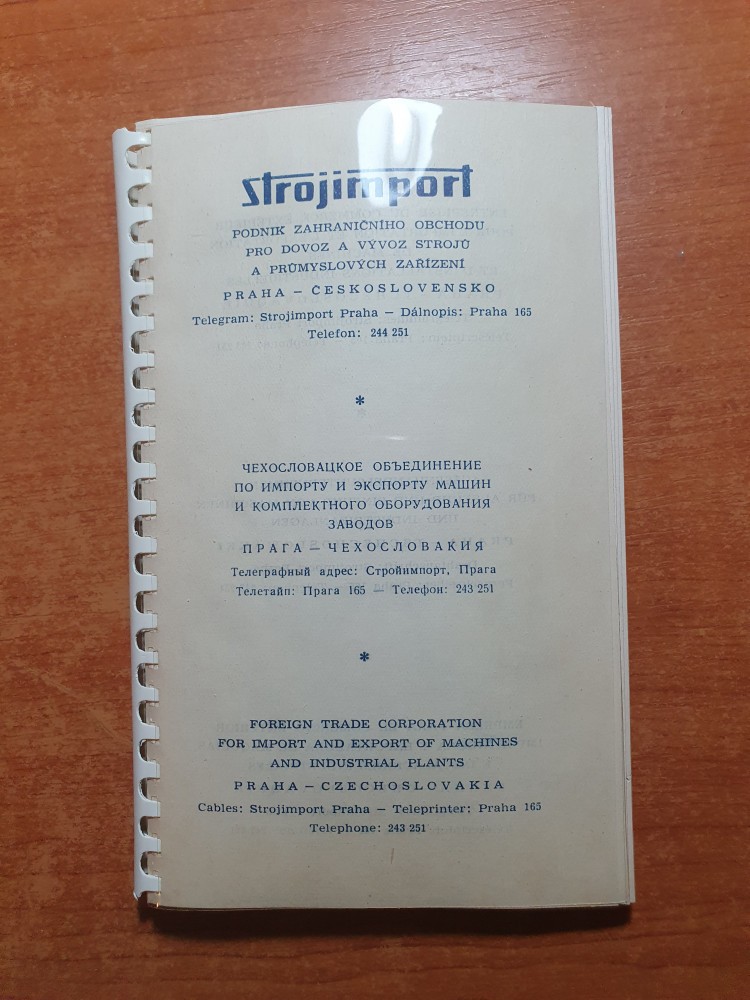 Strojimport
PODNIK ZAHRANIČNÍHO OBCHODU
PRO DOVOZ A VÝVOZ STROJŮ
A PRŮMYSLOVÝCH ZAŘÍZENÍ
PRAHA – ČESKOSLOVENSKO
Telegram: Strojimport Praha – Dálnopis: Praha 165
Telefon: 244 251
*
ЧЕХОСЛОВАЦКОЕ ОБЪЕДИНЕНИЕ
ПО ИМПОРТУ И ЭКСПОРТУ МАШИН
И КОМПЛЕКТНОГО ОБОРУДОВАНИЯ
ЗАВОДОВ
ПРАГА – ЧЕХОСЛОВАКИЯ
Телеграфный адрес: Стройимпорт, Прага
Телетайп: Прага 165 — Телефон: 243 251
*
FOREIGN TRADE CORPORATION
FOR IMPORT AND EXPORT OF MACHINES
AND INDUSTRIAL PLANTS
PRAHA – CZECHOSLOVAKIA
Cables: Strojimport Praha – Teleprinter: Praha 165
Telephone: 243 251